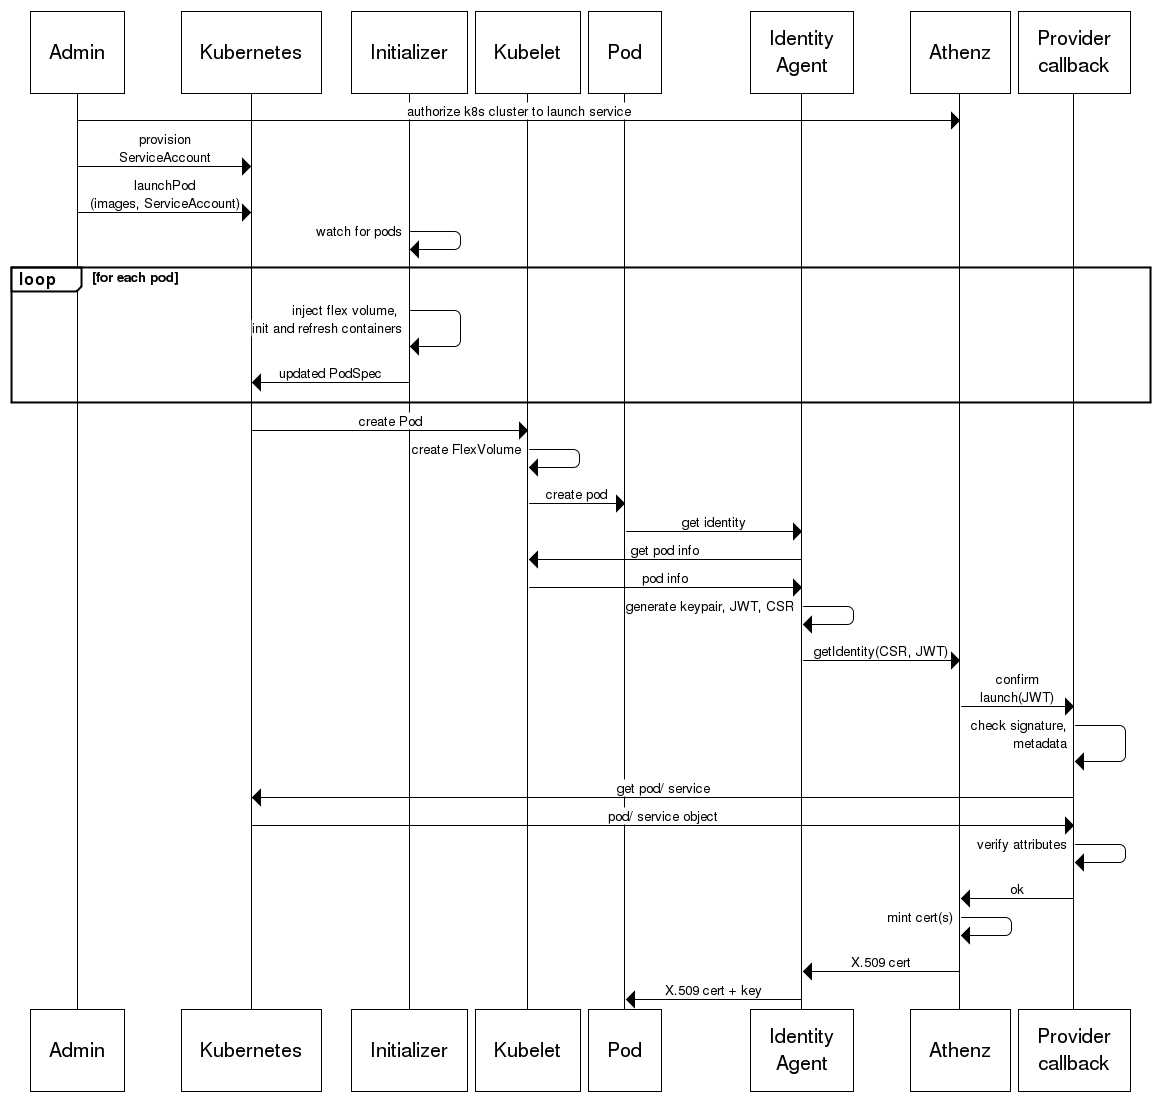 Admin
Kubernetes
Initializer
Kubelet
Pod
Identity
Agent
Athenz
Provider
callback
authorize k8s cluster to launch service
provision
ServiceAccount
launchPod
(images, ServiceAccount)
watch for pods
loop
[for each pod]
inject flex volume,
init and refresh containers
updated PodSpec
create Pod
create FlexVolume
create pod
get identity
get pod info
pod info
generate keypair, JWT, CSR
getIdentity(CSR, JWT)
confirm
launch(JWT)
check signature,
metadata
get pod/ service
pod/ service object
verify attributes
ok
mint cert(s)
X.509 cert
X.509 cert + key
Admin
Kubernetes
Initializer
Kubelet
Pod
Identity
Agent
Athenz
Provider
callback